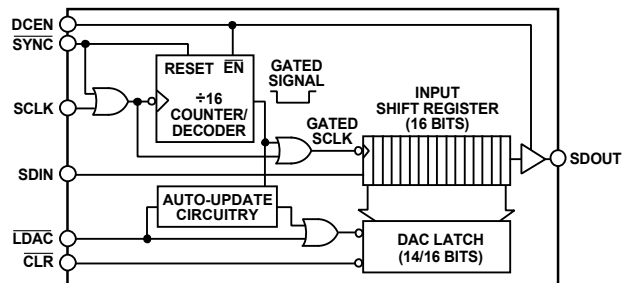 DCEN
SYNC
SCLK
SDIN
LDAC
CLR
RESET EN
÷16
COUNTER/
DECODER
GATED
SIGNAL
GATED
SCLK
INPUT
SHIFT REGISTER
(16 BITS)
SDOUT
AUTO-UPDATE
CIRCUITRY
DAC LATCH
(14/16 BITS)